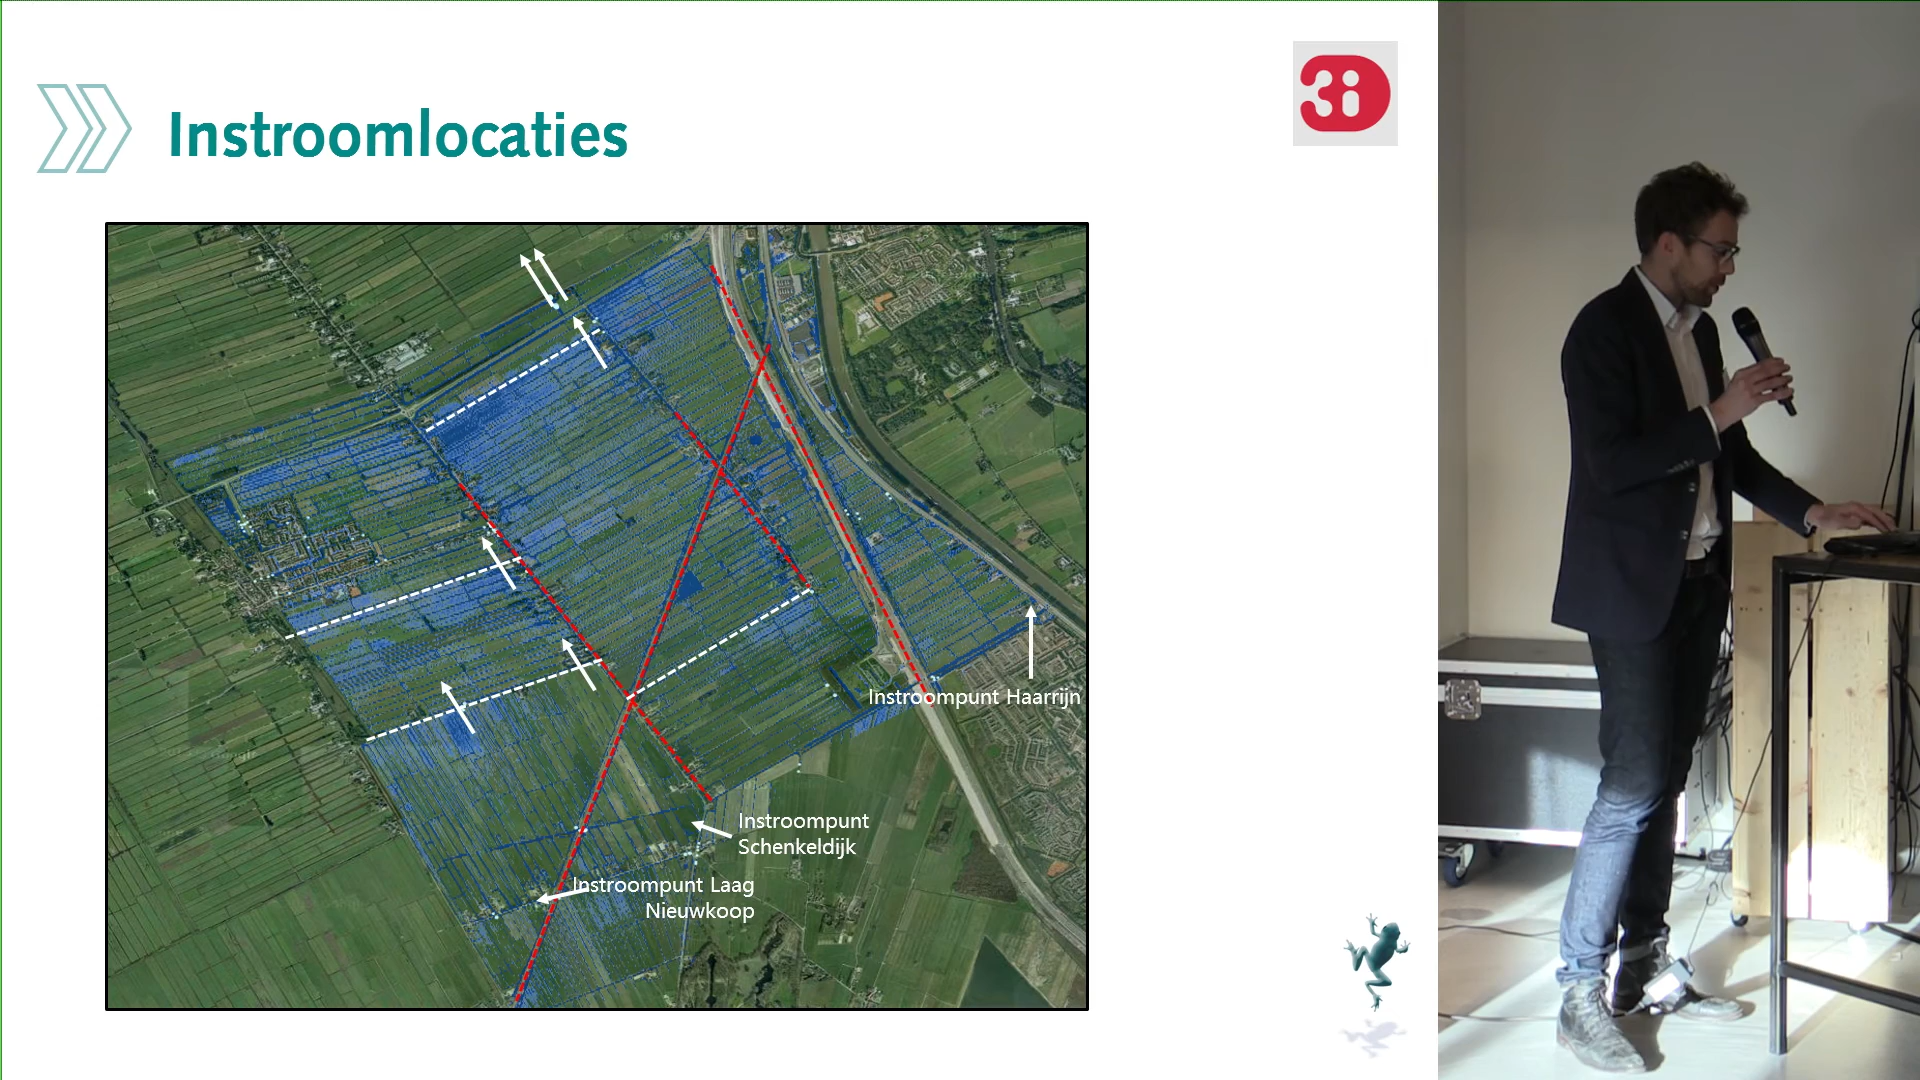 Instroomlocaties
3i
Instroompunt Haarrijn
Instroompunt
Schenkeldijk
Instroompunt Laag
Nieuwkoop